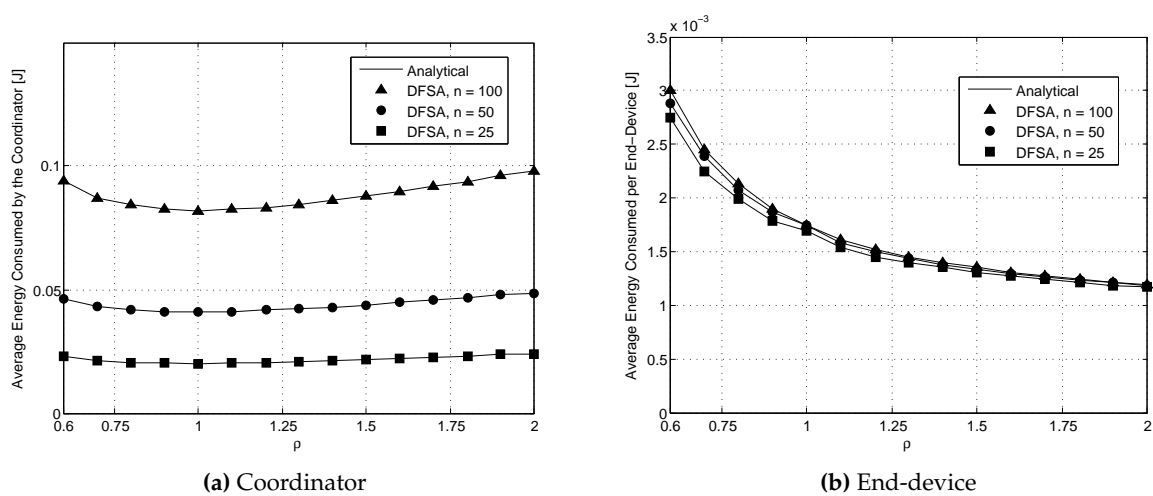 Average Energy Consumed by the Coordinator [J]
0.1
0.05
0
0.6
0.75
1
1.25
1.5
1.75
2
ρ
Analytical
DFSA, n = 100
DFSA, n = 50
DFSA, n = 25
(a) Coordinator
x 10⁻³
Average Energy Consumed per End−Device [J]
3.5
3
2.5
2
1.5
1
0.5
0
0.6
0.75
1
1.25
1.5
1.75
2
ρ
Analytical
DFSA, n = 100
DFSA, n = 50
DFSA, n = 25
(b) End-device